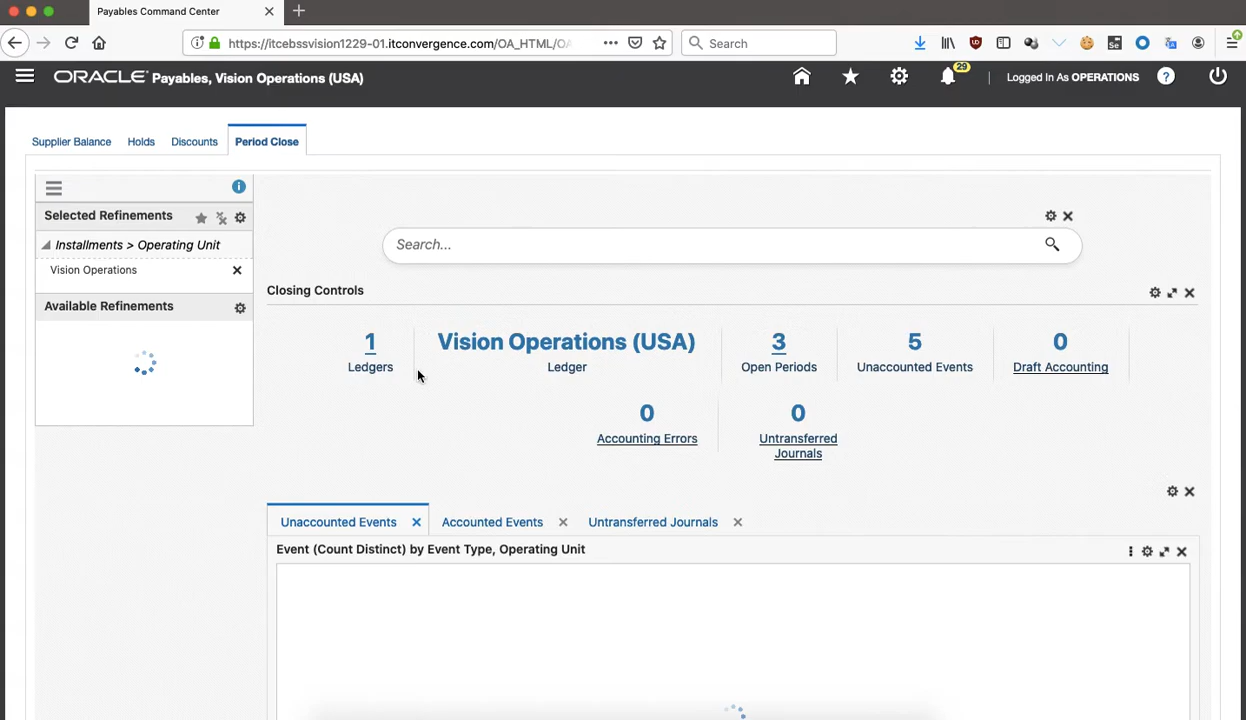 Payables Command Center
https://itcebssvision1229-01.itconvergence.com/OA_HTML/OA
Search
ORACLE Payables, Vision Operations (USA)
29
Logged In As OPERATIONS
?
Supplier Balance
Holds
Discounts
Period Close
Selected Refinements
Installments > Operating Unit
Vision Operations
Available Refinements
Search...
Closing Controls
1
Ledgers
Vision Operations (USA)
Ledger
3
Open Periods
5
Unaccounted Events
0
Draft Accounting
0
Accounting Errors
0
Untransferred
Journals
Unaccounted Events
Accounted Events
Untransferred Journals
Event (Count Distinct) by Event Type, Operating Unit